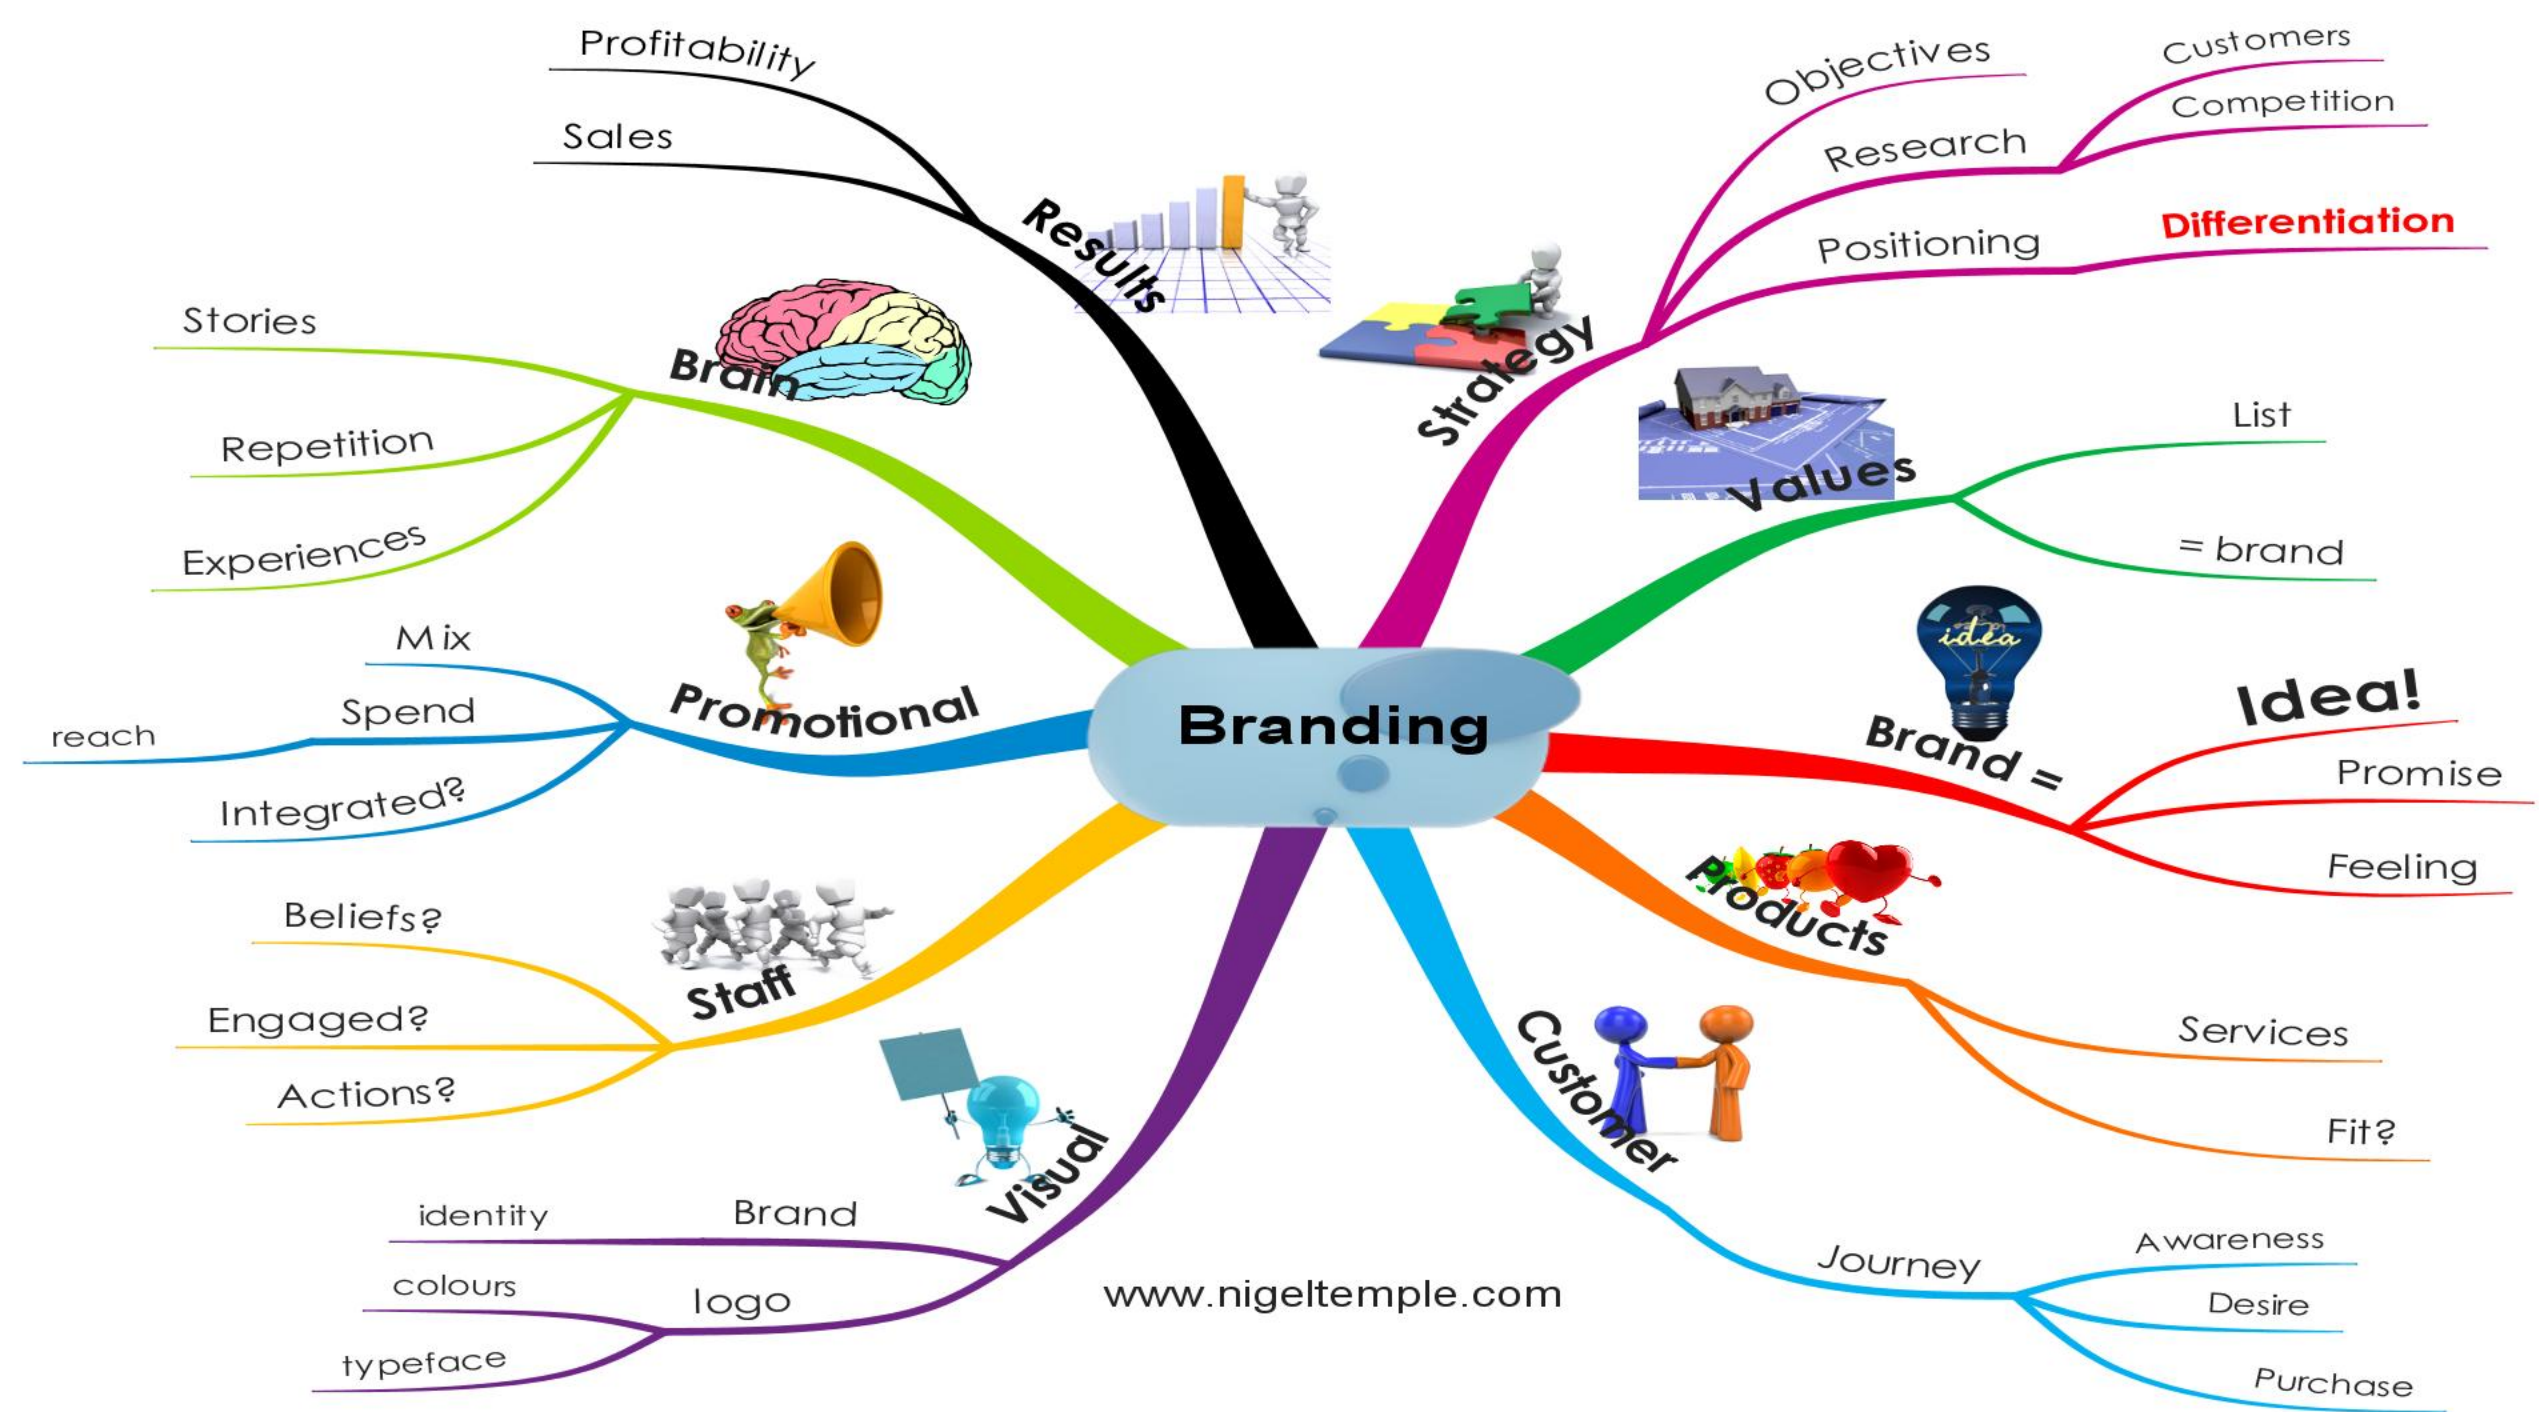 Branding
Strategy
Objectives
Research
Customers
Competition
Positioning
Differentiation
Values
List
= brand
Brand =
idea
Idea!
Promise
Feeling
Products
Services
Fit?
Customer
Journey
Awareness
Desire
Purchase
Visual
Brand
identity
logo
colours
typeface
Staff
Beliefs?
Engaged?
Actions?
Promotional
Mix
Spend
reach
Integrated?
Brain
Stories
Repetition
Experiences
Results
Profitability
Sales
www.nigeltemple.com